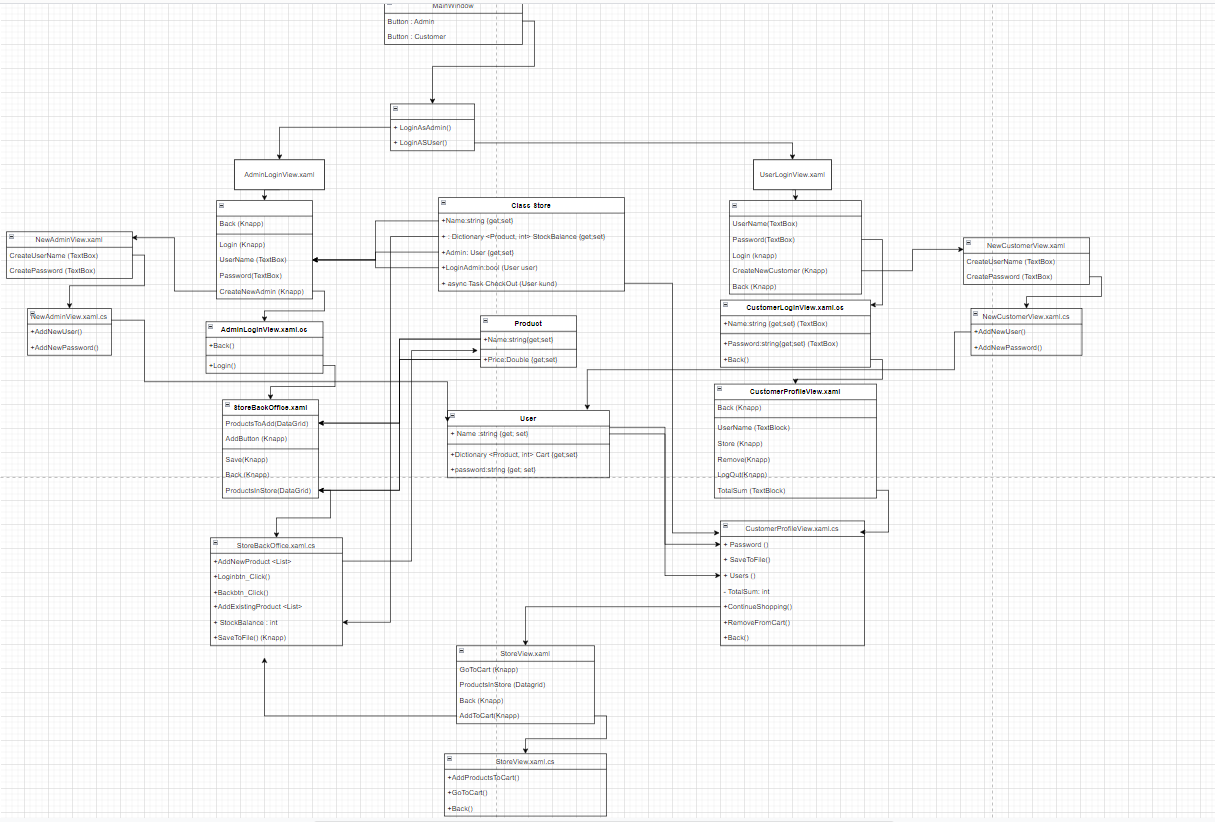 MainWindow
Button : Admin
Button : Customer
+ LoginAsAdmin()
+ LoginASUser()
AdminLoginView.xaml
UserLoginView.xaml
Back (Knapp)
Login (Knapp)
UserName (TextBox)
Password(TextBox)
CreateNewAdmin (Knapp)
Class Store
+Name:string {get;set}
+ : Dictionary <Product, int> StockBalance {get;set}
+Admin: User {get;set}
+LoginAdmin:bool (User user)
+ async Task CheckOut (User kund)
UserName(TextBox)
Password(TextBox)
Login (knapp)
CreateNewCustomer (Knapp)
Back (Knapp)
NewAdminView.xaml
CreateUserName (TextBox)
CreatePassword (TextBox)
NewCustomerView.xaml
CreateUserName (TextBox)
CreatePassword (TextBox)
NewAdminView.xaml.cs
+AddNewUser()
+AddNewPassword()
AdminLoginView.xaml.cs
+Back()
+Login()
Product
+Name:string{get;set}
+Price:Double {get;set}
CustomerLoginView.xaml.cs
+Name:string {get;set} (TextBox)
+Password:string{get;set} (TextBox)
+Back()
NewCustomerView.xaml.cs
+AddNewUser()
+AddNewPassword()
StoreBackOffice.xaml
ProductsToAdd(DataGrid)
AddButton (Knapp)
Save(Knapp)
Back (Knapp)
ProductsInStore(DataGrid)
User
+ Name :string {get; set}
+Dictionary <Product, int> Cart {get;set}
+password:string {get; set}
CustomerProfileView.xaml
Back (Knapp)
UserName (TextBlock)
Store (Knapp)
Remove(Knapp)
LogOut(Knapp)
TotalSum (TextBlock)
StoreBackOffice.xaml.cs
+AddNewProduct <List>
+Loginbtn_Click()
+Backbtn_Click()
+AddExistingProduct <List>
+ StockBalance : int
+SaveToFile() (Knapp)
CustomerProfileView.xaml.cs
+ Password ()
+ SaveToFile()
+ Users ()
- TotalSum: int
+ContinueShopping()
+RemoveFromCart()
+Back()
StoreView.xaml
GoToCart (Knapp)
ProductsInStore (Datagrid)
Back (Knapp)
AddToCart(Knapp)
StoreView.xaml.cs
+AddProductsToCart()
+GoToCart()
+Back()